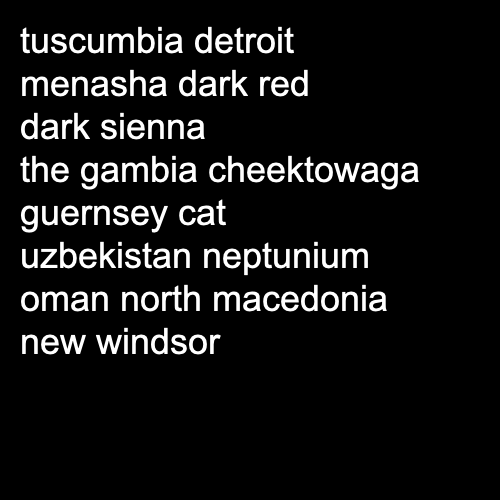 tuscumbia detroit
menasha dark red
dark sienna
the gambia cheektowaga
guernsey cat
uzbekistan neptunium
oman north macedonia
new windsor